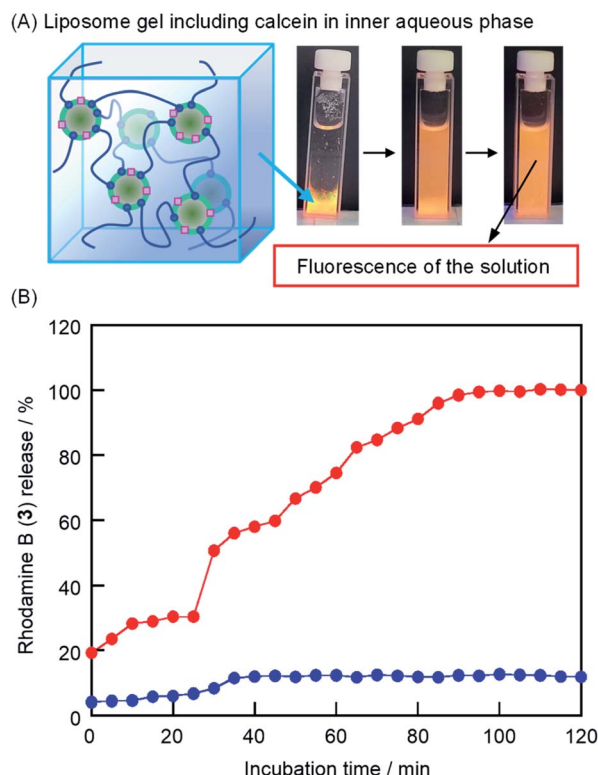 (A) Liposome gel including calcein in inner aqueous phase
Fluorescence of the solution
(B)
120
100
80
60
40
20
0
Rhodamine B (3) release / %
0 20 40 60 80 100 120
Incubation time / min